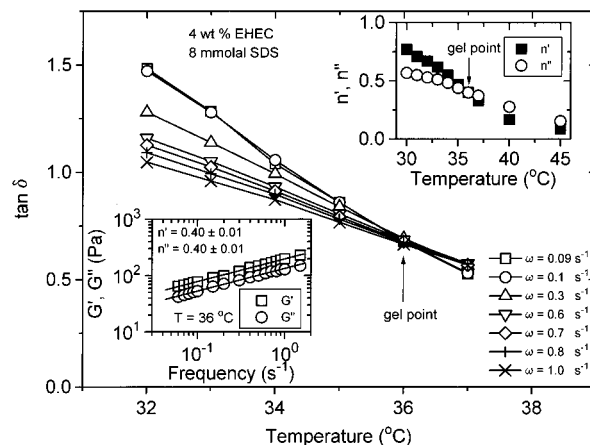 4 wt % EHEC
8 mmolal SDS
tan δ
1.5
1.0
0.5
0.0
32
34
36
38
Temperature (°C)
gel point
ω = 0.09 s⁻¹
ω = 0.1 s⁻¹
ω = 0.3 s⁻¹
ω = 0.6 s⁻¹
ω = 0.7 s⁻¹
ω = 0.8 s⁻¹
ω = 1.0 s⁻¹
n', n''
1.0
0.5
0.0
gel point
n'
n''
30
35
40
45
Temperature (°C)
G', G'' (Pa)
10³
10²
10¹
n' = 0.40 ± 0.01
n'' = 0.40 ± 0.01
G'
G''
T = 36 °C
10⁻¹
10⁰
Frequency (s⁻¹)